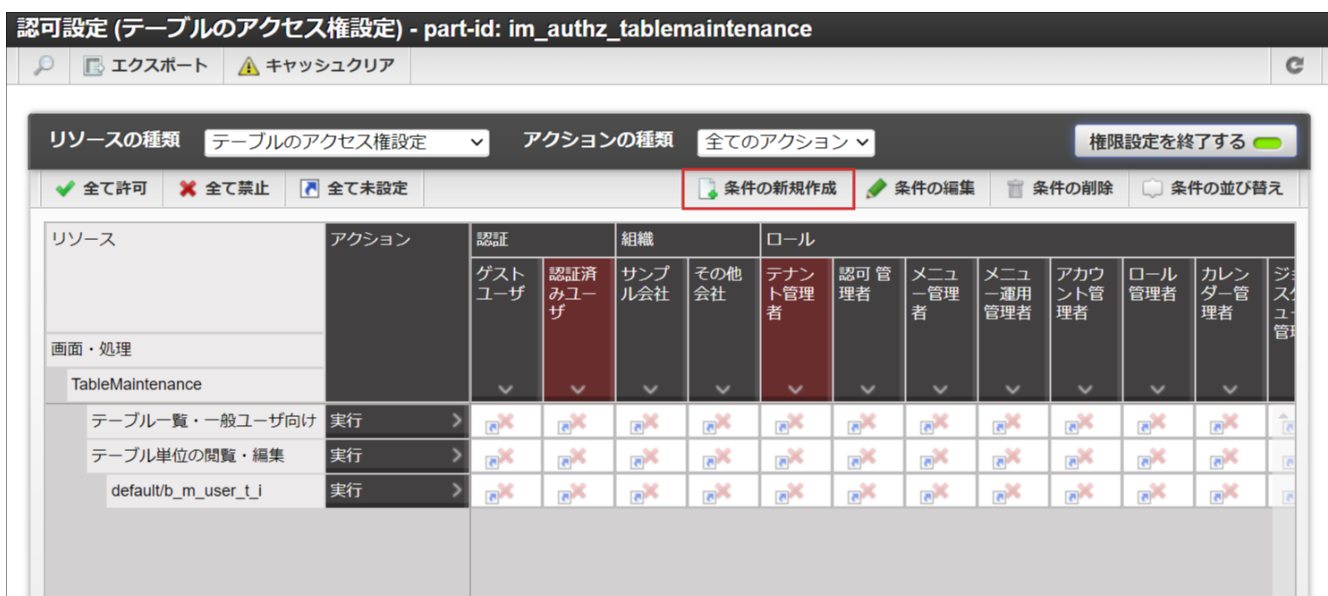 認可設定 (テーブルのアクセス権設定) - part-id: im_authz_tablemaintenance
エクスポート キャッシュクリア
リソースの種類 テーブルのアクセス権設定 アクションの種類 全てのアクション 権限設定を終了する
全て許可 全て禁止 全て未設定 条件の新規作成 条件の編集 条件の削除 条件の並び替え
リソース アクション 認証 組織 ロール
ゲスト 認証済 サンプ その他 テナン 認可 管 メニュ メニュ アカウ ロール カレン
ユーザ みユー ル会社 会社 ト管理 理者 ー管理 ー運用 ント管 管理者 ダー管
ザ 者 者 管理者 理者 理者
画面・処理
TableMaintenance
テーブル一覧・一般ユーザ向け 実行
テーブル単位の閲覧・編集 実行
default/b_m_user_t_i 実行